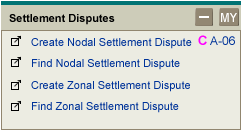 Settlement Disputes MY
Create Nodal Settlement Dispute C A-06
Find Nodal Settlement Dispute
Create Zonal Settlement Dispute
Find Zonal Settlement Dispute